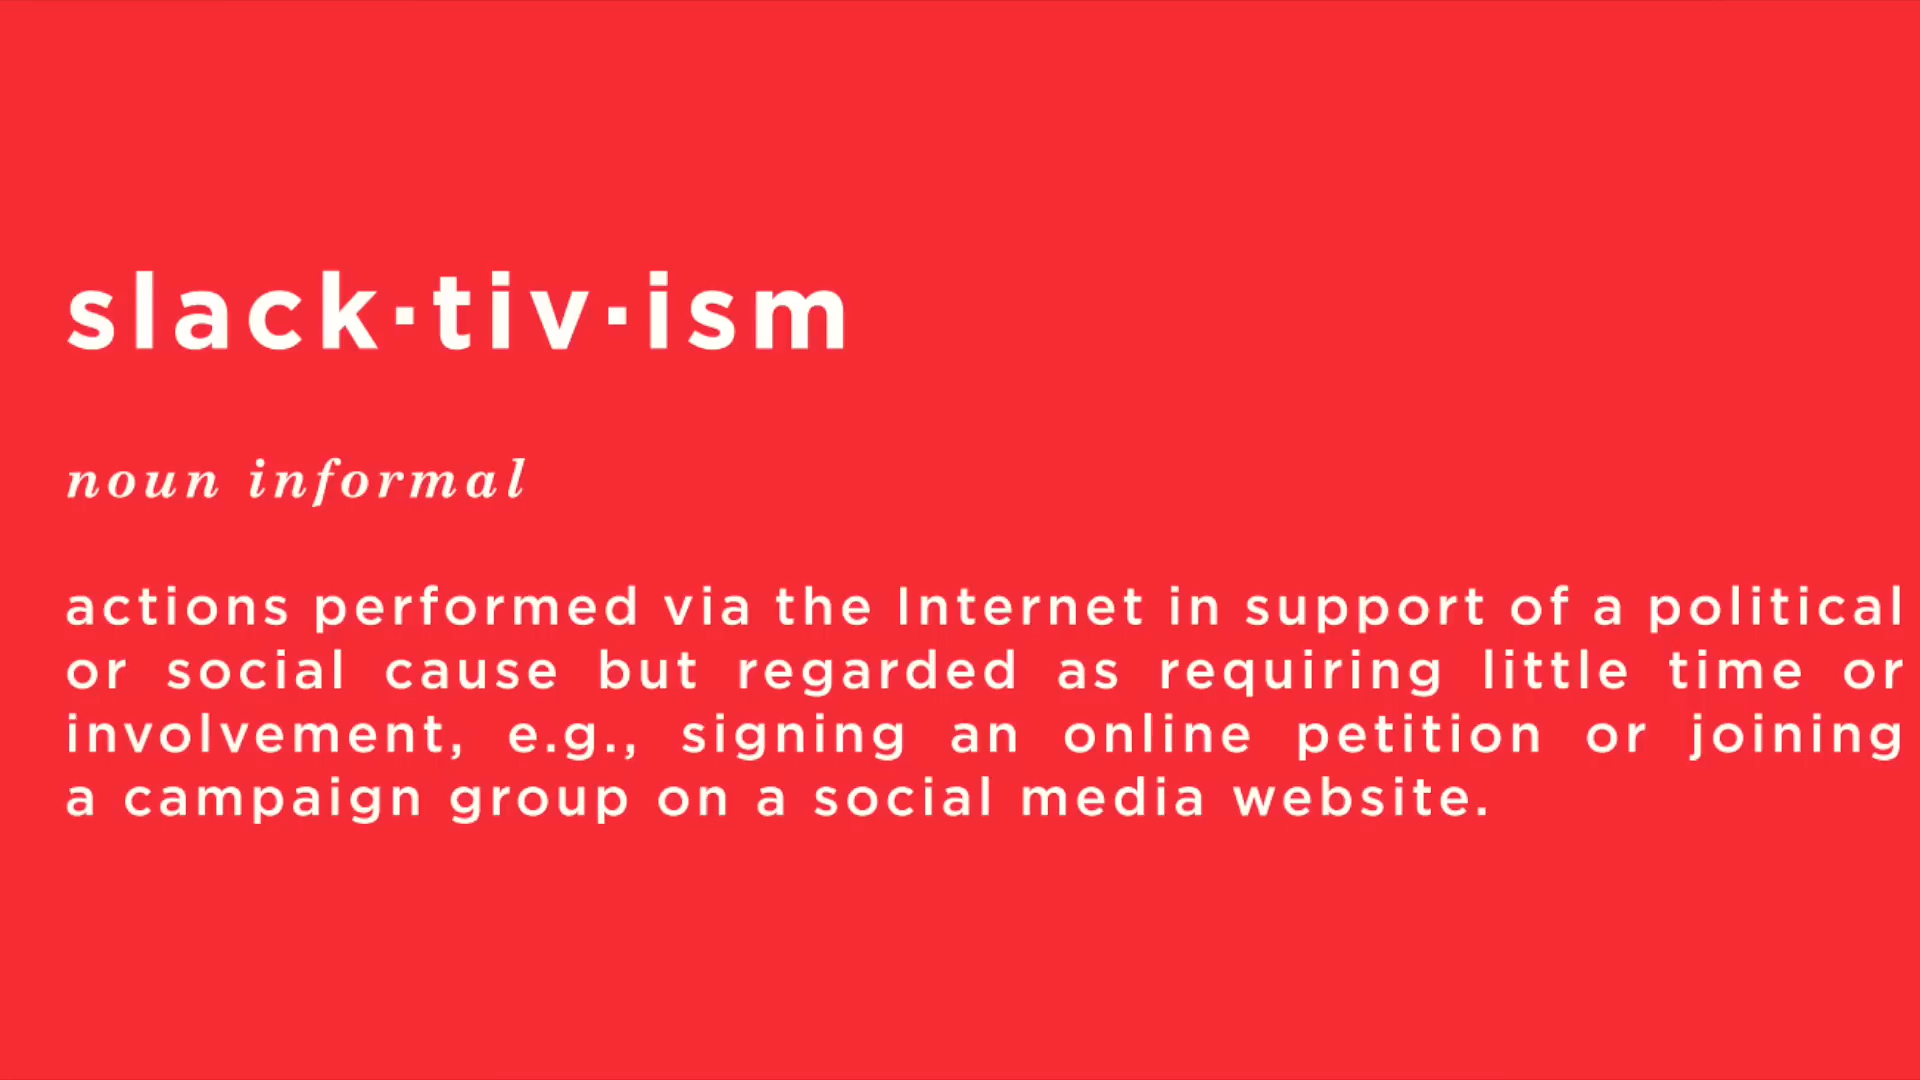 slack·tiv·ism
noun informal
actions performed via the Internet in support of a political
or social cause but regarded as requiring little time or
involvement, e.g., signing an online petition or joining
a campaign group on a social media website.